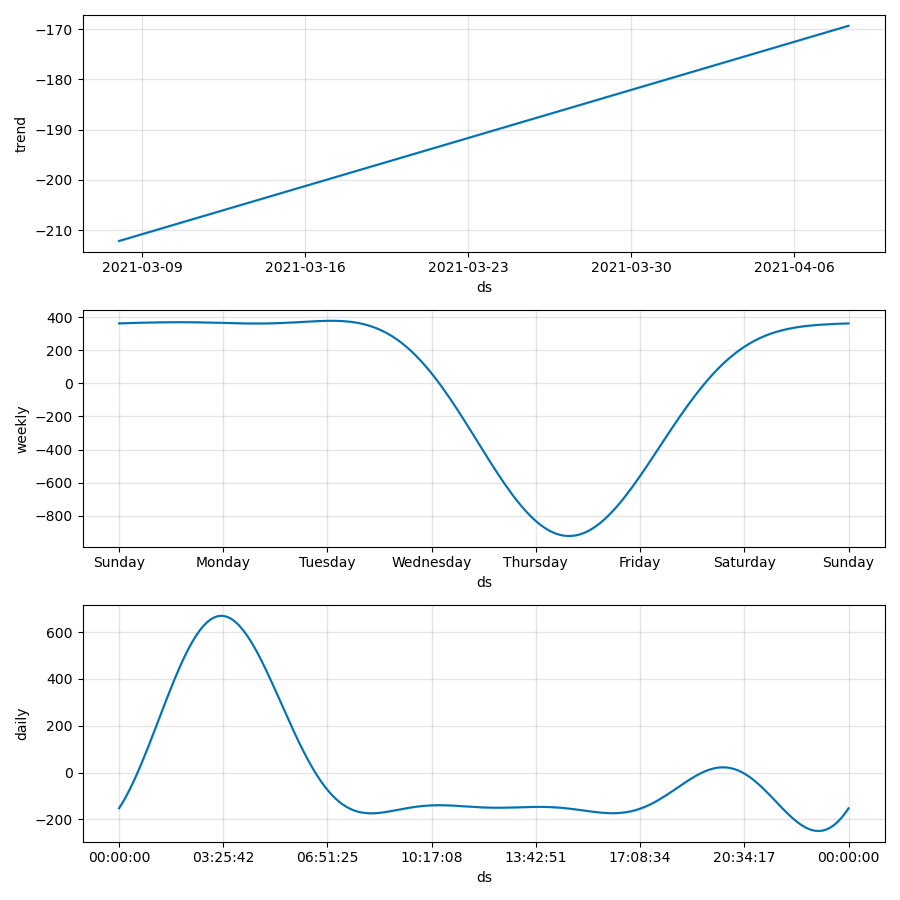 −170
−180
−190
−200
−210
trend
2021-03-09 2021-03-16 2021-03-23 2021-03-30 2021-04-06
ds
400
200
0
−200
−400
−600
−800
weekly
Sunday Monday Tuesday Wednesday Thursday Friday Saturday Sunday
ds
600
400
200
0
−200
daily
00:00:00 03:25:42 06:51:25 10:17:08 13:42:51 17:08:34 20:34:17 00:00:00
ds